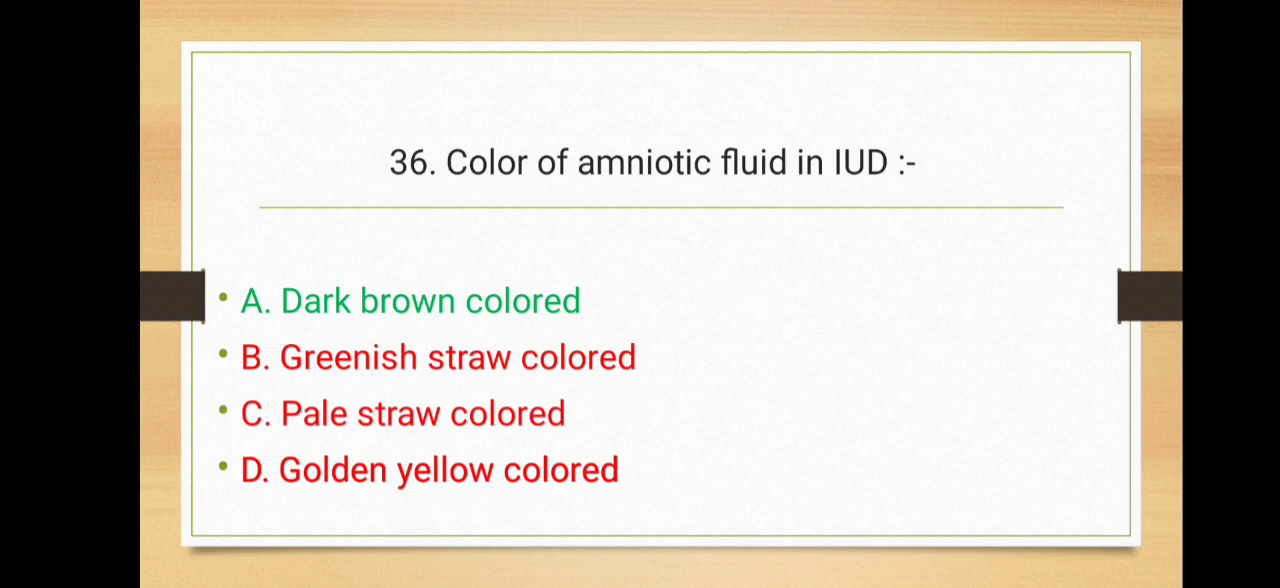 36. Color of amniotic fluid in IUD :-
• A. Dark brown colored
• B. Greenish straw colored
• C. Pale straw colored
• D. Golden yellow colored